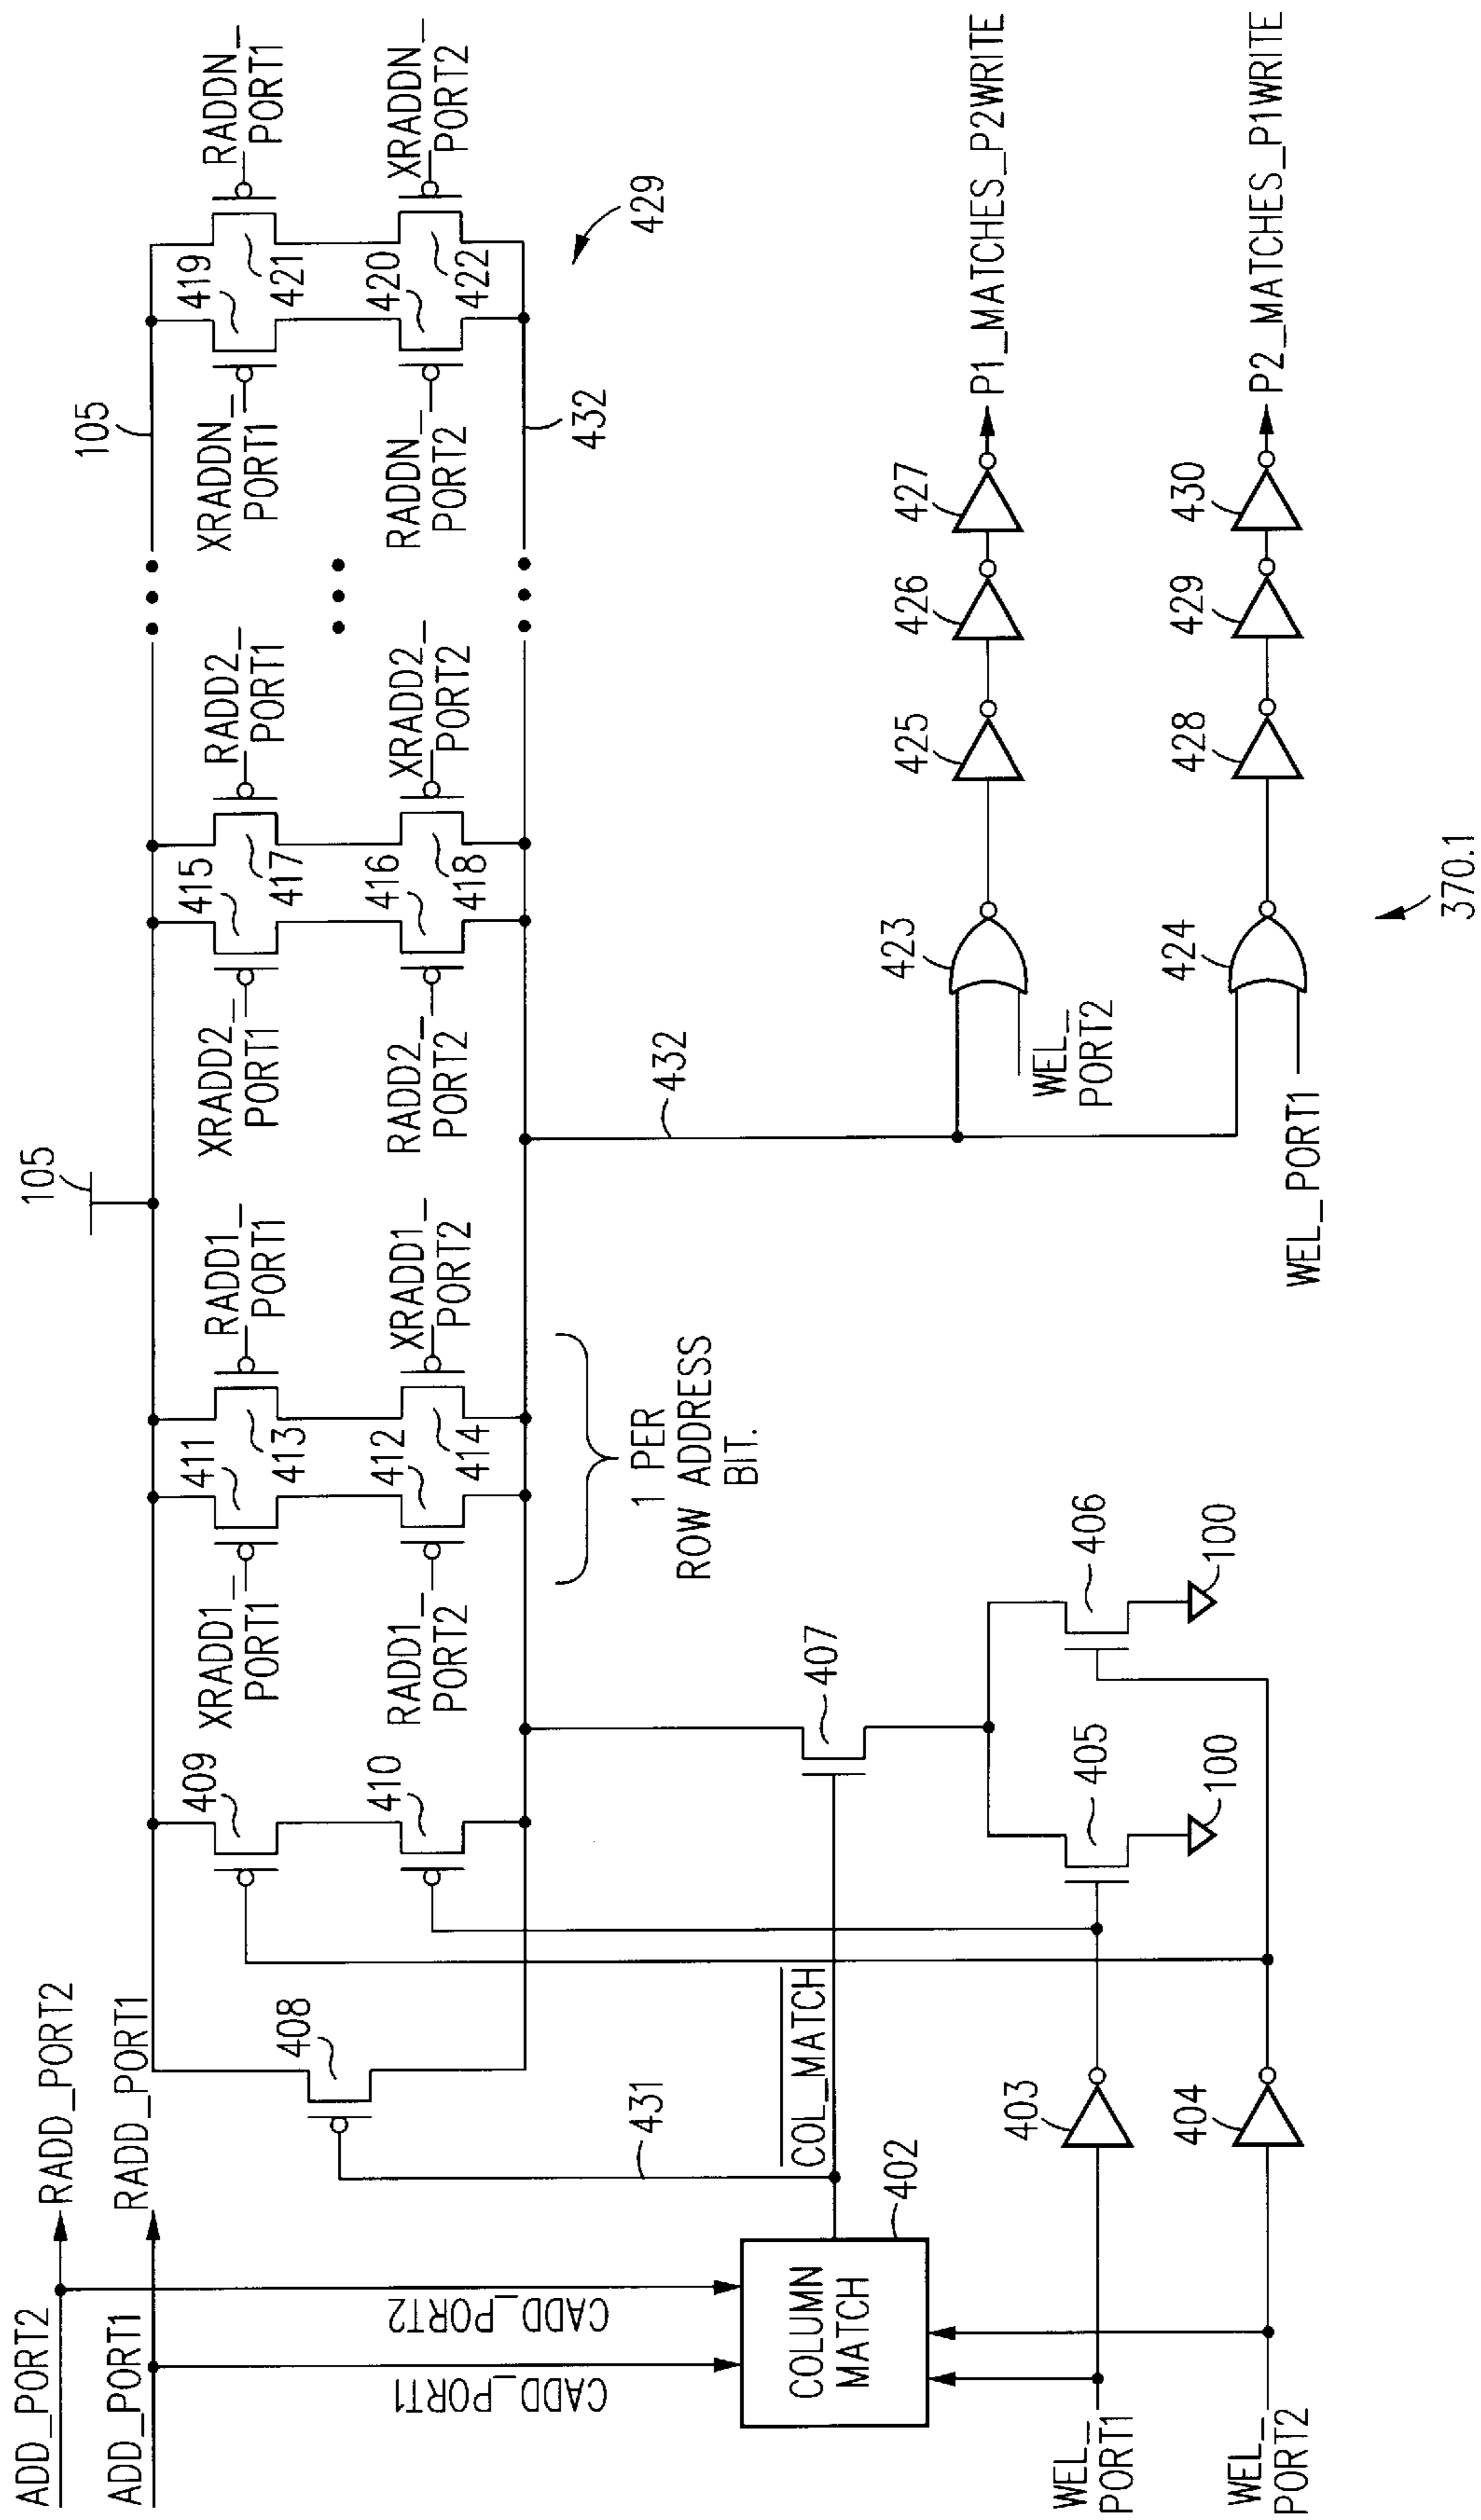 ADD_PORT2
RADD_PORT2
ADD_PORT1
RADD_PORT1
CADD_PORT1
CADD_PORT2
COLUMN
MATCH
402
431
COL_MATCH
WEL_
PORT1
WEL_
PORT2
403
404
408
409
410
407
405
406
100
100
105
105
XRADD1_
PORT1
411
413
RADD1_
PORT1
RADD1_
PORT2
412
414
XRADD1_
PORT2
1 PER
ROW ADDRESS
BIT.
XRADD2_
PORT1
415
417
RADD2_
PORT1
RADD2_
PORT2
416
418
XRADD2_
PORT2
XRADDN_
PORT1
419
421
RADDN_
PORT1
RADDN_
PORT2
420
422
XRADDN_
PORT2
432
429
432
WEL_
PORT2
423
425
426
427
P1_MATCHES_P2WRITE
WEL_PORT1
424
428
429
430
P2_MATCHES_P1WRITE
370.1